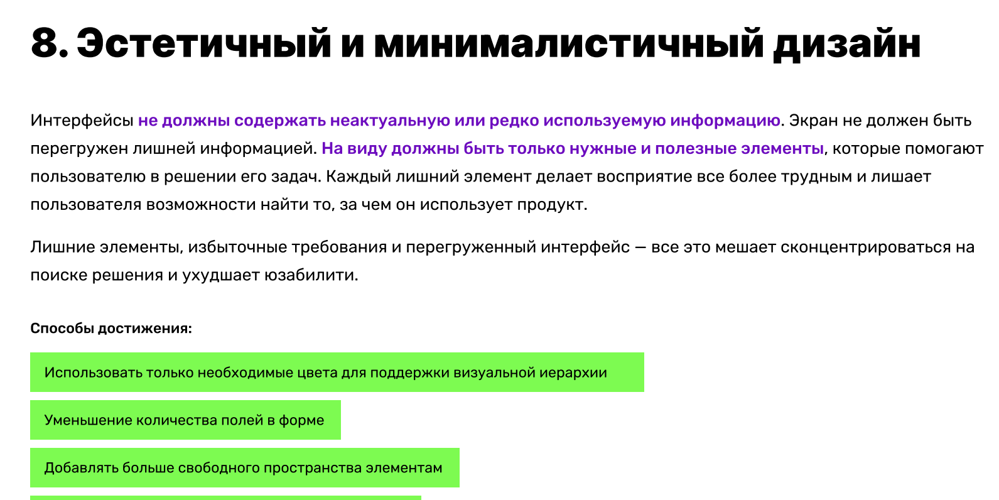 8. Эстетичный и минималистичный дизайн
Интерфейсы не должны содержать неактуальную или редко используемую информацию. Экран не должен быть
перегружен лишней информацией. На виду должны быть только нужные и полезные элементы, которые помогают
пользователю в решении его задач. Каждый лишний элемент делает восприятие все более трудным и лишает
пользователя возможности найти то, за чем он использует продукт.
Лишние элементы, избыточные требования и перегруженный интерфейс — все это мешает сконцентрироваться на
поиске решения и ухудшает юзабилити.
Способы достижения:
Использовать только необходимые цвета для поддержки визуальной иерархии
Уменьшение количества полей в форме
Добавлять больше свободного пространства элементам